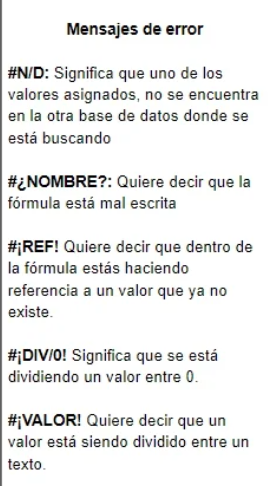 Mensajes de error
#N/D: Significa que uno de los
valores asignados, no se encuentra
en la otra base de datos donde se
está buscando
#¿NOMBRE?: Quiere decir que la
fórmula está mal escrita
#¡REF! Quiere decir que dentro de
la fórmula estás haciendo
referencia a un valor que ya no
existe.
#¡DIV/0! Significa que se está
dividiendo un valor entre 0.
#¡VALOR! Quiere decir que un
valor está siendo dividido entre un
texto.